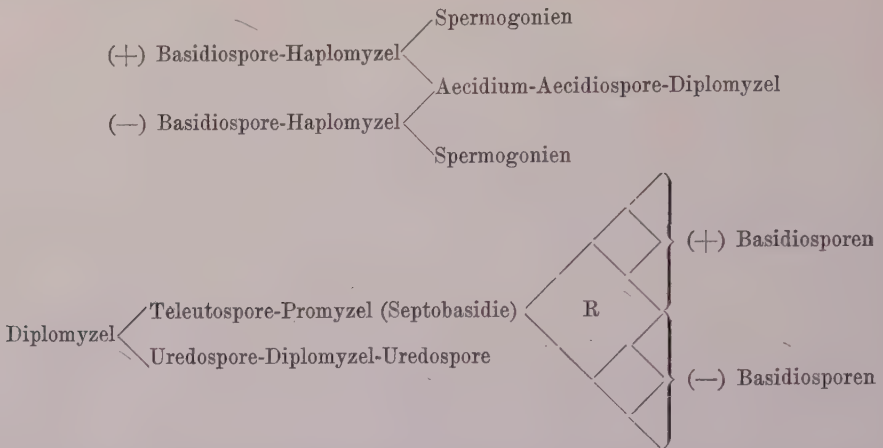 Spermogonien
(+) Basidiospore-Haplomyzel
Aecidium-Aecidiospore-Diplomyzel
(—) Basidiospore-Haplomyzel
Spermogonien
(+) Basidiosporen
Teleutospore-Promyzel (Septobasidie) R
Diplomyzel
Uredospore-Diplomyzel-Uredospore
(—) Basidiosporen